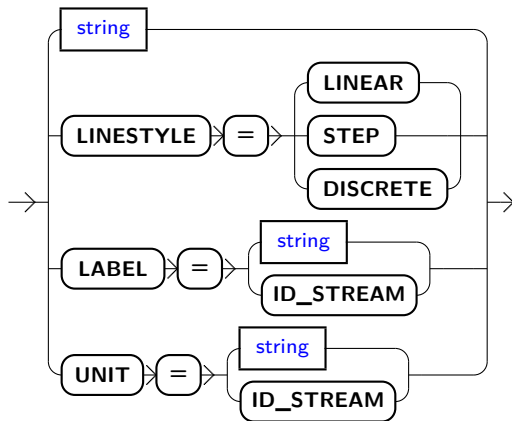 string
LINEAR
LINESTYLE = STEP
DISCRETE
string
LABEL =
ID_STREAM
string
UNIT =
ID_STREAM